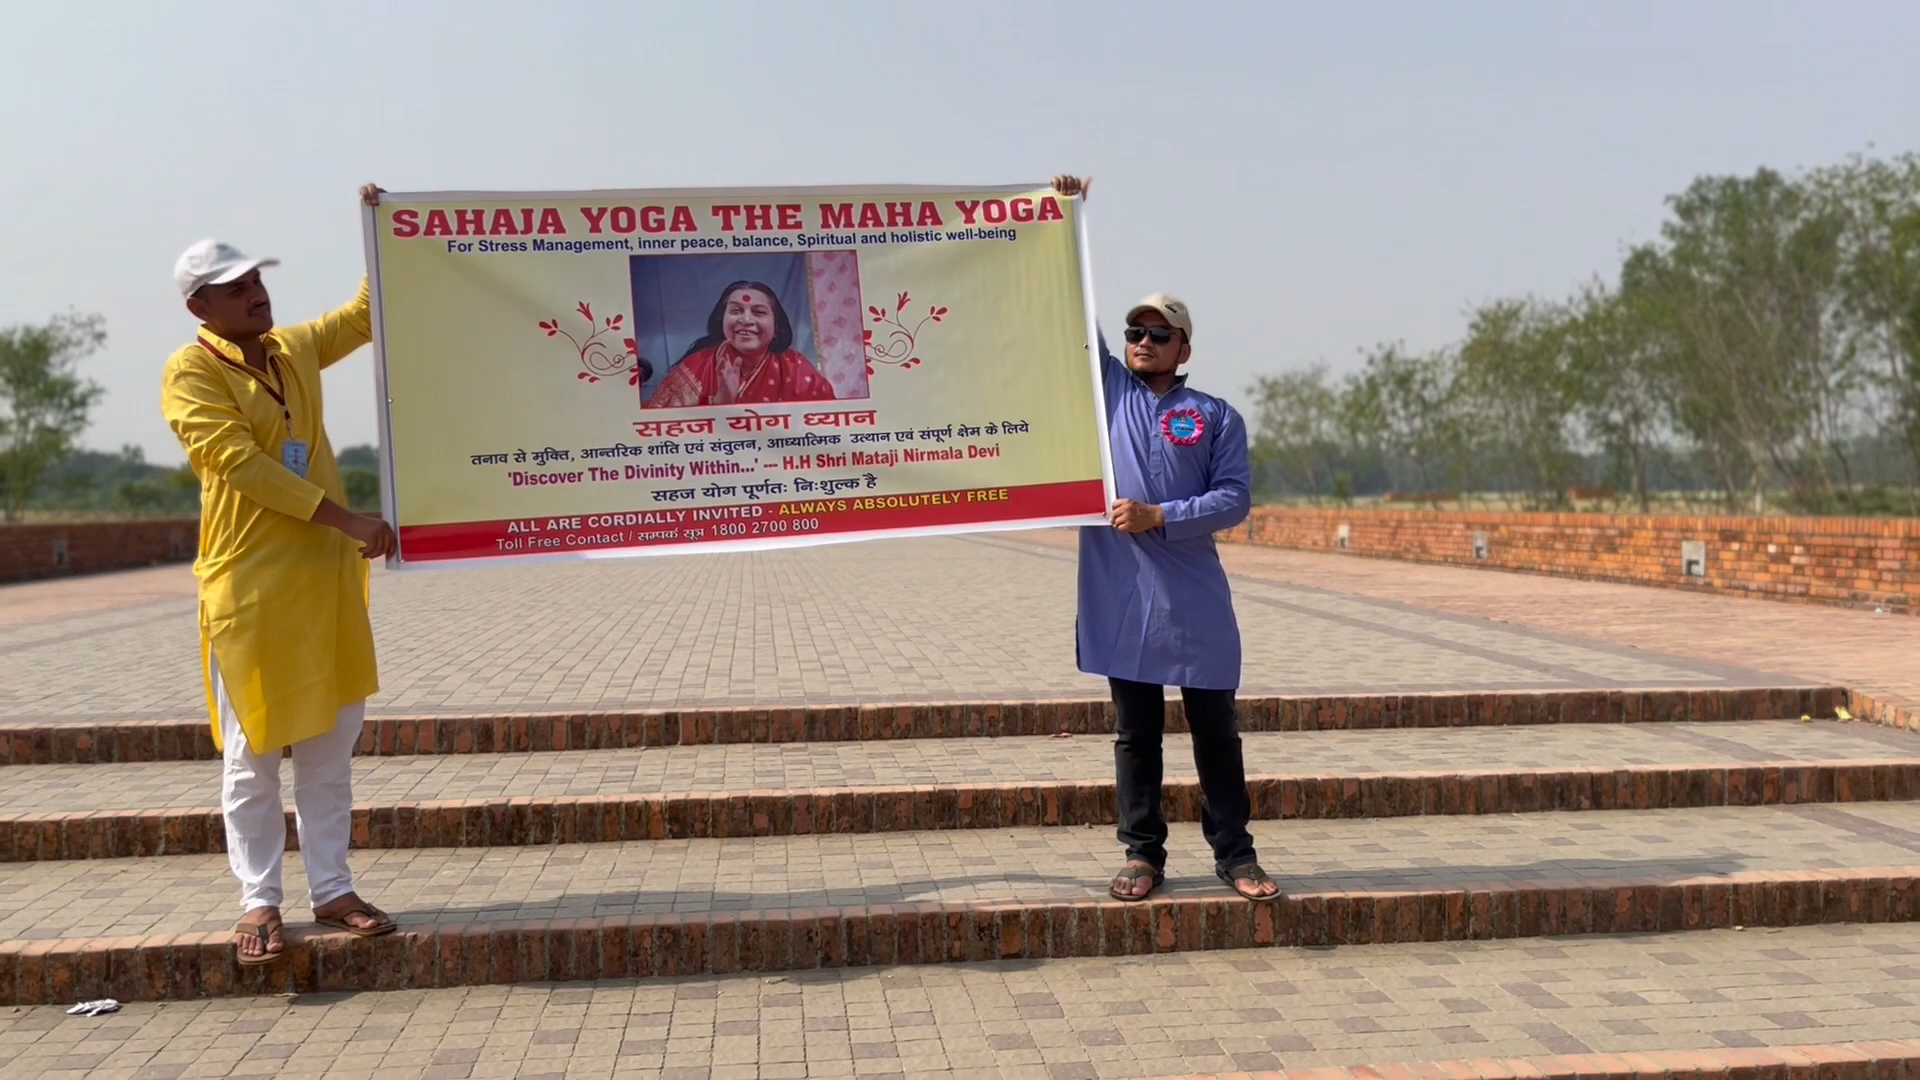 SAHAJA YOGA THE MAHA YOGA
For Stress Management, inner peace, balance, Spiritual and holistic well-being
सहज योग ध्यान
तनाव से मुक्ति, आन्तरिक शांति एवं संतुलन, आध्यात्मिक उत्थान एवं संपूर्ण क्षेम के लिये
'Discover The Divinity Within...' --- H.H Shri Mataji Nirmala Devi
सहज योग पूर्णतः निःशुल्क है
ALL ARE CORDIALLY INVITED - ALWAYS ABSOLUTELY FREE
Toll Free Contact / सम्पर्क सूत्र 1800 2700 800